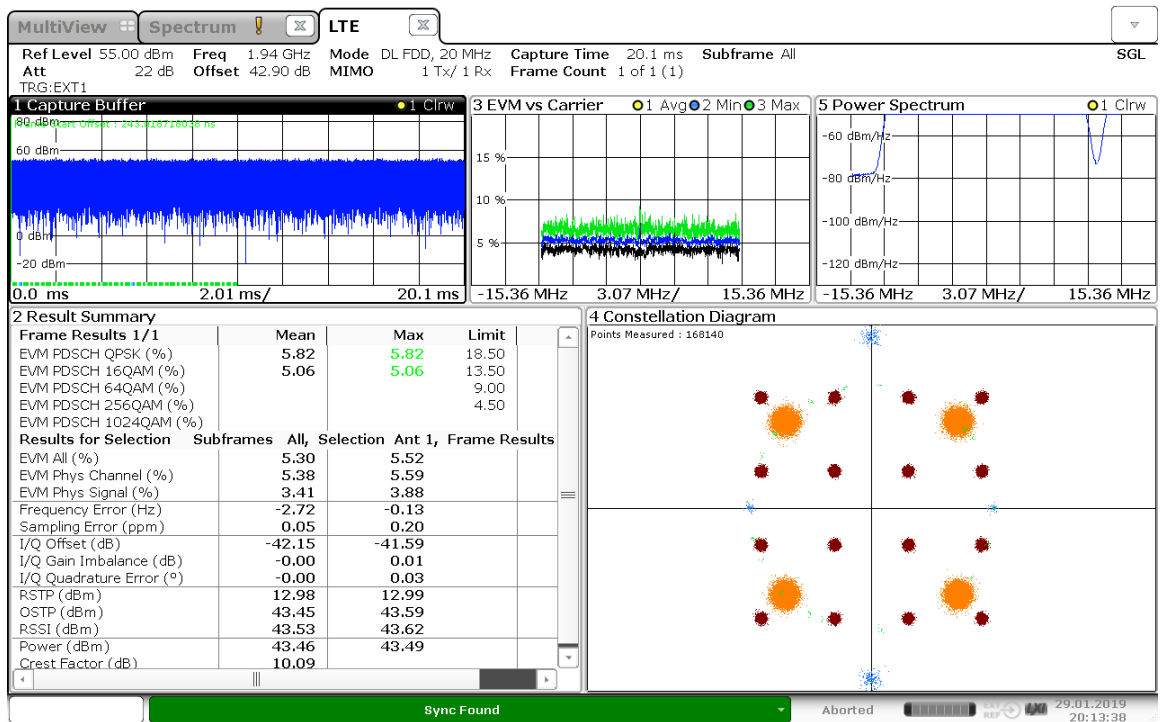 MultiView Spectrum LTE
Ref Level 55.00 dBm Freq 1.94 GHz Mode DL FDD, 20 MHz Capture Time 20.1 ms Subframe All SGL
Att 22 dB Offset 42.90 dB MIMO 1 Tx/ 1 Rx Frame Count 1 of 1 (1)
TRG:EXT1
1 Capture Buffer 1 Clrw
80 dBm
Frame Start Offset : 243.018718038 ns
60 dBm
0 dBm
-20 dBm
0.0 ms 2.01 ms/ 20.1 ms
3 EVM vs Carrier 1 Avg 2 Min 3 Max
15 %
10 %
5 %
-15.36 MHz 3.07 MHz/ 15.36 MHz
5 Power Spectrum 1 Clrw
-60 dBm/Hz
-80 dBm/Hz
-100 dBm/Hz
-120 dBm/Hz
-15.36 MHz 3.07 MHz/ 15.36 MHz
2 Result Summary
Frame Results 1/1 Mean Max Limit
EVM PDSCH QPSK (%) 5.82 5.82 18.50
EVM PDSCH 16QAM (%) 5.06 5.06 13.50
EVM PDSCH 64QAM (%) 9.00
EVM PDSCH 256QAM (%) 4.50
EVM PDSCH 1024QAM (%)
Results for Selection Subframes All, Selection Ant 1, Frame Results
EVM All (%) 5.30 5.52
EVM Phys Channel (%) 5.38 5.59
EVM Phys Signal (%) 3.41 3.88
Frequency Error (Hz) -2.72 -0.13
Sampling Error (ppm) 0.05 0.20
I/Q Offset (dB) -42.15 -41.59
I/Q Gain Imbalance (dB) -0.00 0.01
I/Q Quadrature Error (°) -0.00 0.03
RSTP (dBm) 12.98 12.99
OSTP (dBm) 43.45 43.59
RSSI (dBm) 43.53 43.62
Power (dBm) 43.46 43.49
Crest Factor (dB) 10.09
4 Constellation Diagram
Points Measured : 168140
Sync Found
Aborted
EXT
REF
LXI
29.01.2019
20:13:38